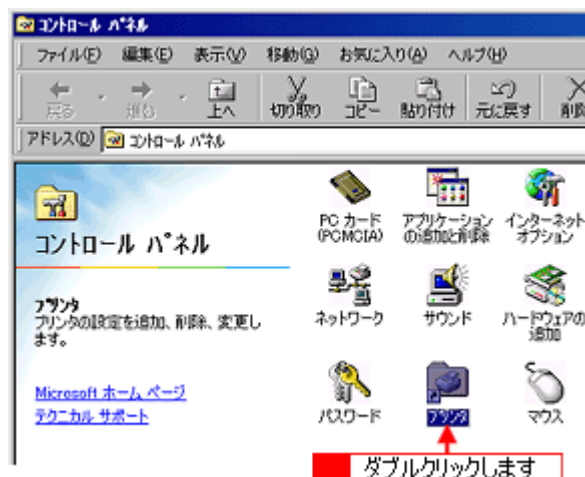 コントロール パネル
ファイル(F) 編集(E) 表示(V) 移動(G) お気に入り(A) ヘルプ(H)
戻る 進む 上へ 切り取り コピー 貼り付け 元に戻す 削除
アドレス(D) コントロール パネル
コントロール パネル
プリンタ
プリンタの設定を追加、削除、変更し
ます。
Microsoft ホーム ページ
テクニカル サポート
PC カード
(PCMCIA)
アプリケーション
の追加と削除
インターネット
オプション
ネットワーク
サウンド
ハードウェアの
追加
パスワード
プリンタ
マウス
ダブルクリックします